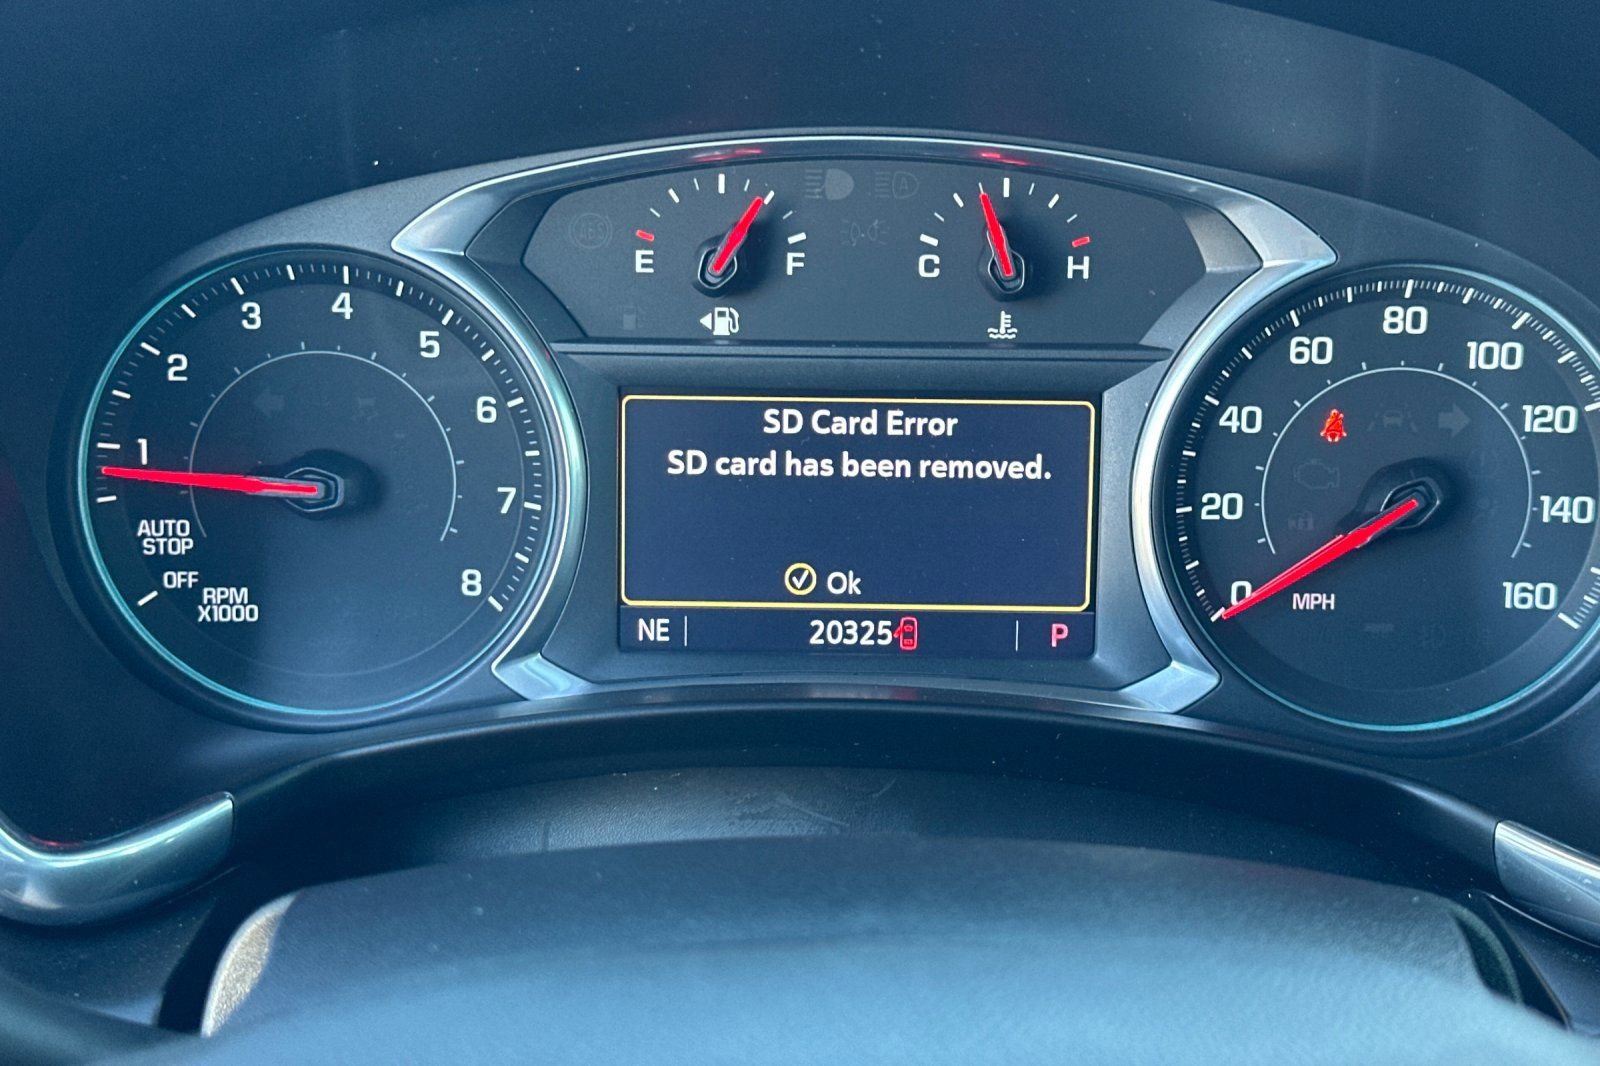 E
F
C
H
1
2
3
4
5
6
7
8
AUTO
STOP
OFF
RPM
X1000
SD Card Error
SD card has been removed.
Ok
NE
20325
P
0
20
40
60
80
100
120
140
160
MPH
ABS
A